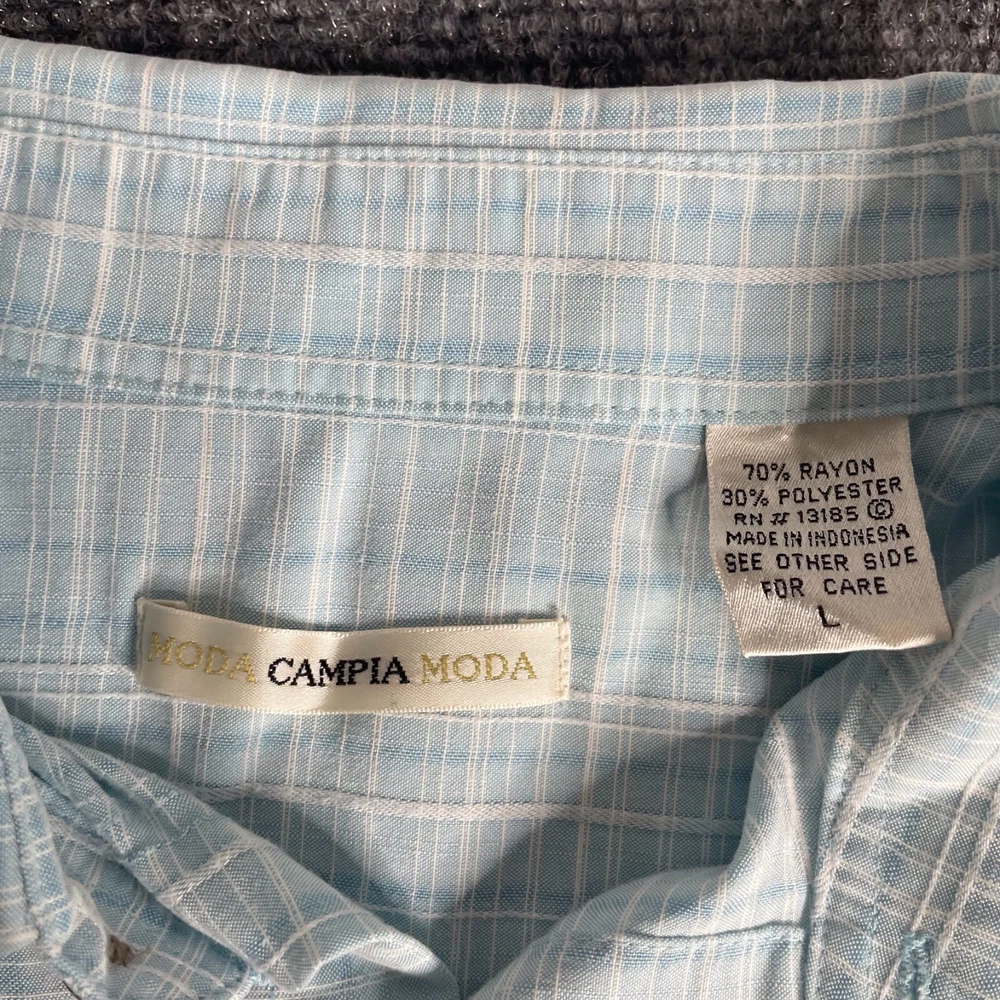 70% RAYON
30% POLYESTER
RN # 13185 ©
MADE IN INDONESIA
SEE OTHER SIDE
FOR CARE
L
MODA CAMPIA MODA